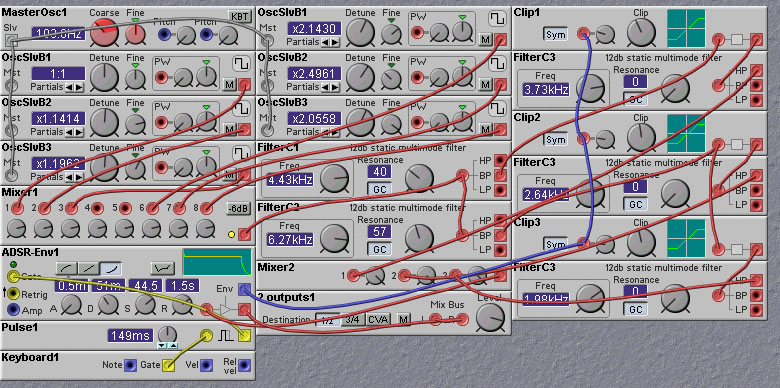 MasterOsc1
Coarse
Fine
KBT
Slv
Pitch
Pitch
Mst
OscSlvB1
Detune
Fine
PW
1:1
Partials
M
OscSlvB2
Detune
Fine
PW
Mst
x1.1414
Partials
M
OscSlvB3
Detune
Fine
PW
Mst
Partials
Mixer1
1
2
3
4
5
6
7
8
-6dB
ADSR-Env1
Gate
Retrig
Amp
0.5m
51m
44.5
1.5s
Env
A
D
S
R
Pulse1
149ms
Keyboard1
Note
Gate
Vel
Rel
vel
OscSlvB1
Detune
Fine
PW
Mst
x2.1430
Partials
M
OscSlvB2
Detune
Fine
PW
Mst
x2.4961
Partials
M
OscSlvB3
Detune
Fine
PW
Mst
x2.0558
Partials
M
FilterC1
12db static multimode filter
Freq
Resonance
HP
4.43kHz
40
BP
GC
LP
FilterC2
12db static multimode filter
Freq
Resonance
HP
6.27kHz
57
BP
GC
LP
Mixer2
1
2
2 outputs1
Mix Bus
Level
Destination
1/2
3/4
CVA
M
Clip1
Clip
Sym
FilterC3
12db static multimode filter
Freq
Resonance
HP
3.73kHz
0
BP
GC
LP
Clip2
Clip
Sym
FilterC3
12db static multimode filter
Freq
Resonance
HP
2.64kHz
0
BP
GC
LP
Clip3
Clip
Sym
FilterC3
12db static multimode filter
Freq
Resonance
HP
1.98kHz
0
BP
GC
LP